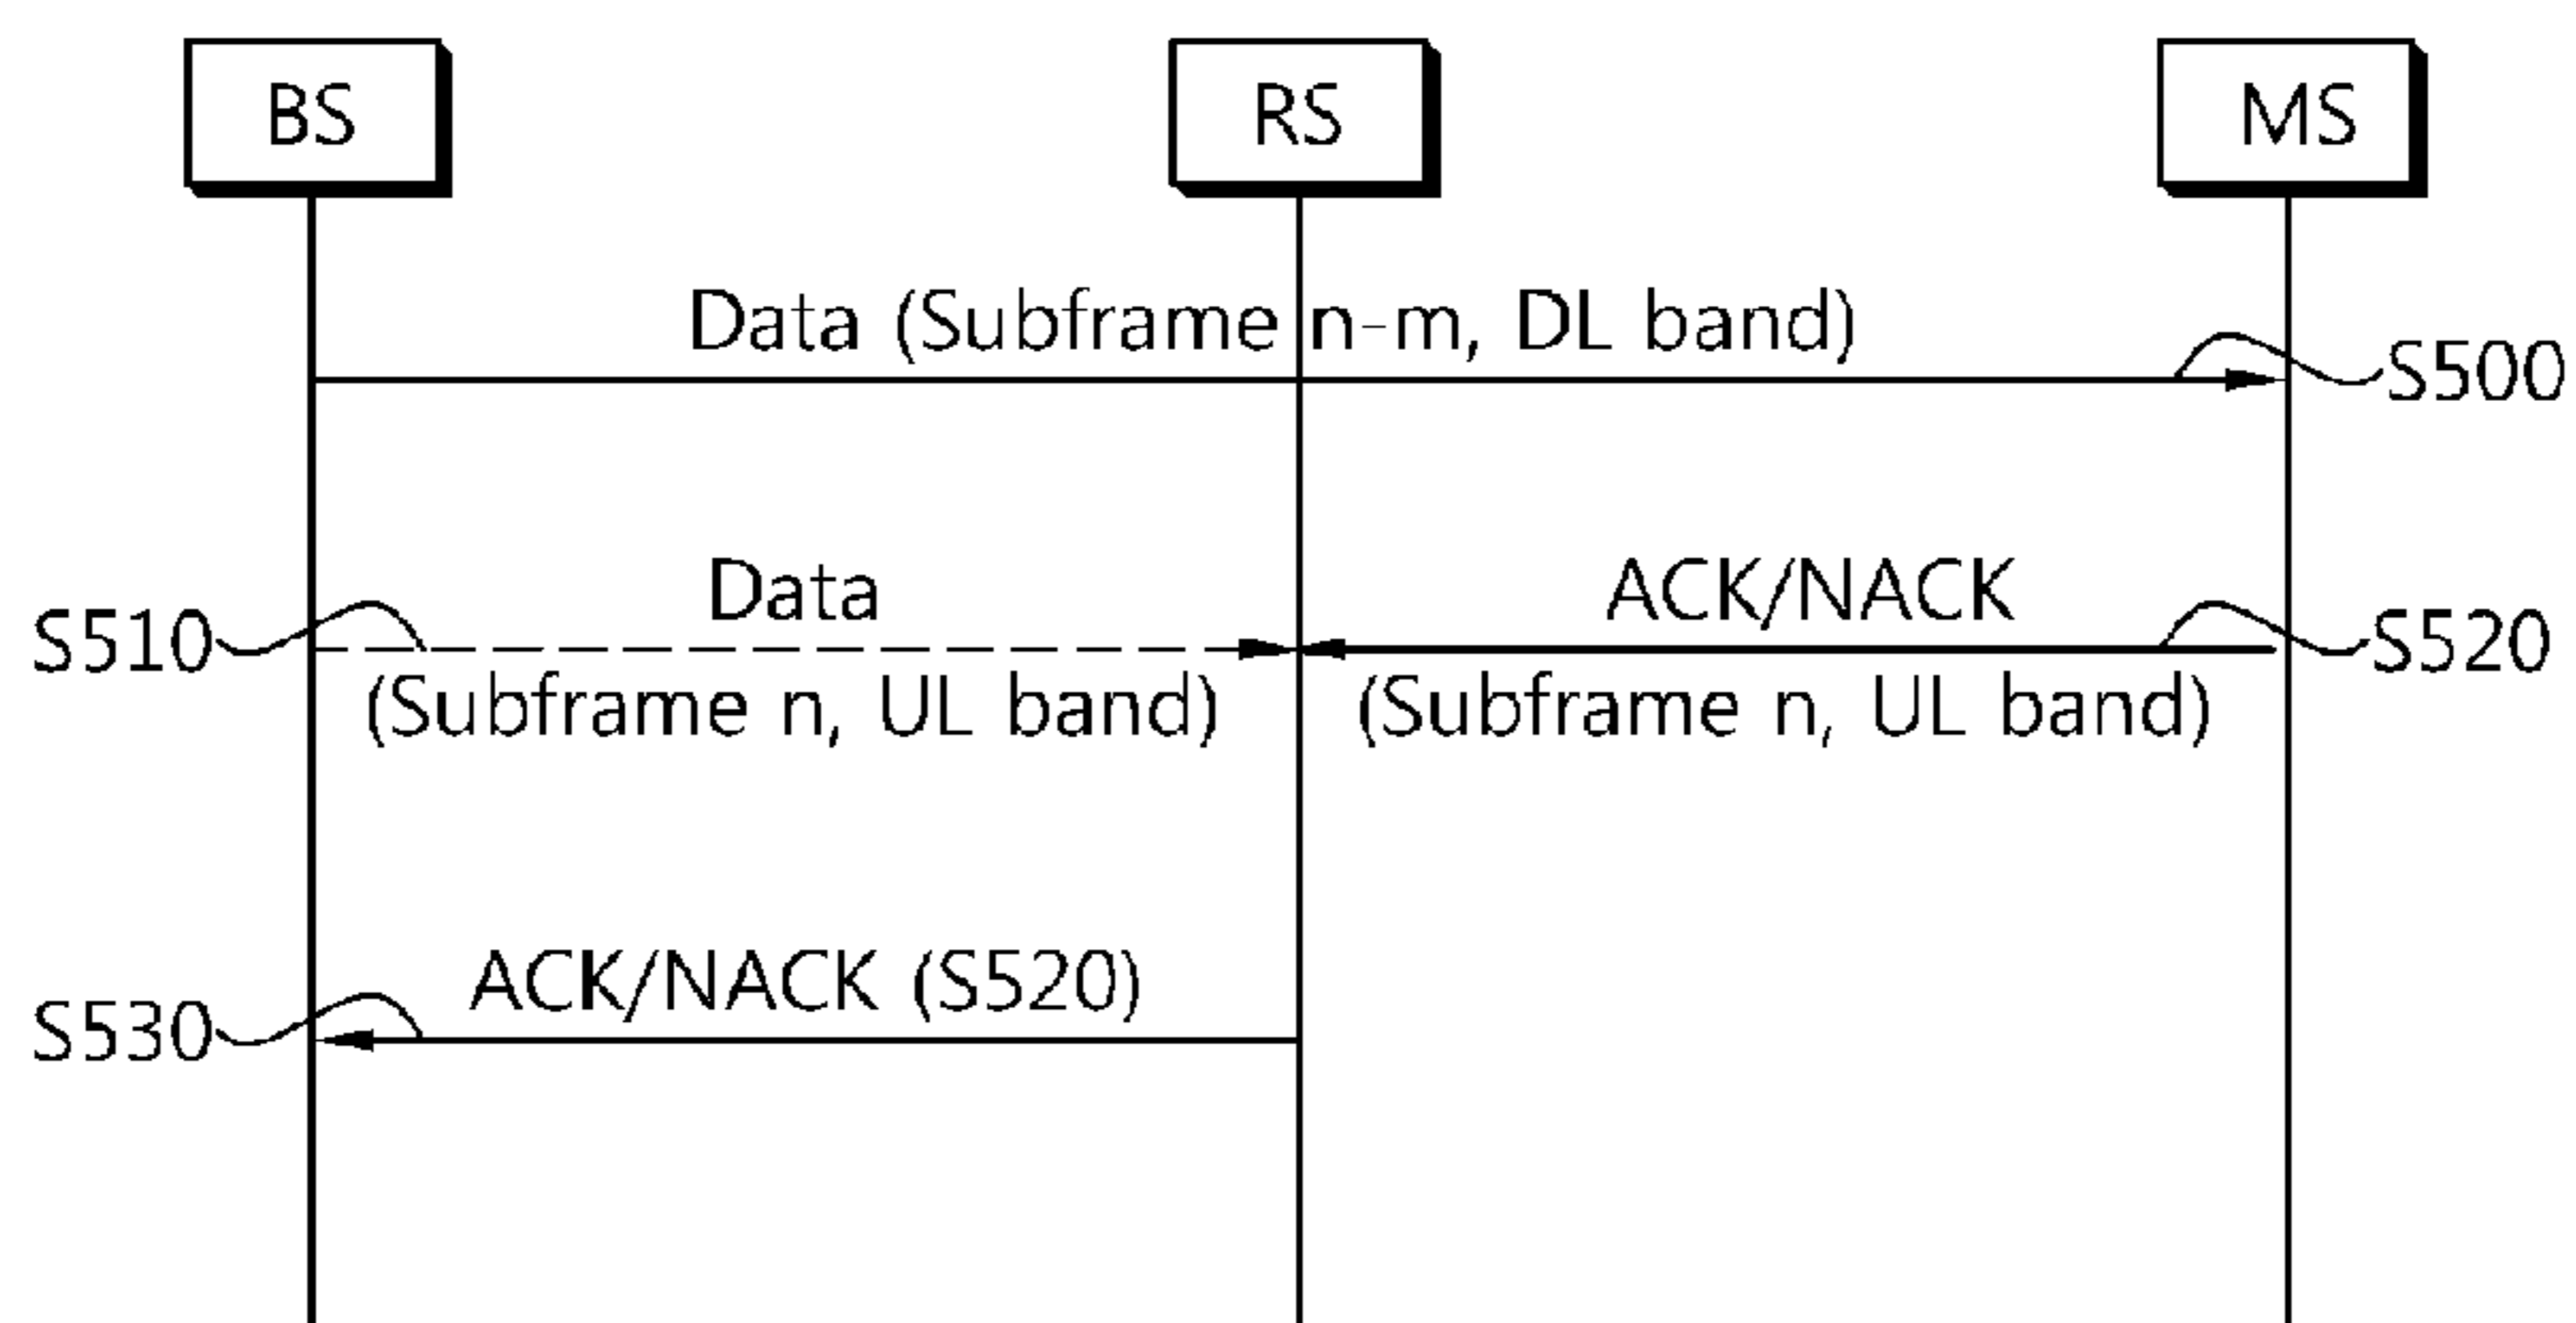 BS
RS
MS
Data (Subframe n-m, DL band)
S500
Data
ACK/NACK
S510
S520
(Subframe n, UL band)
(Subframe n, UL band)
ACK/NACK (S520)
S530